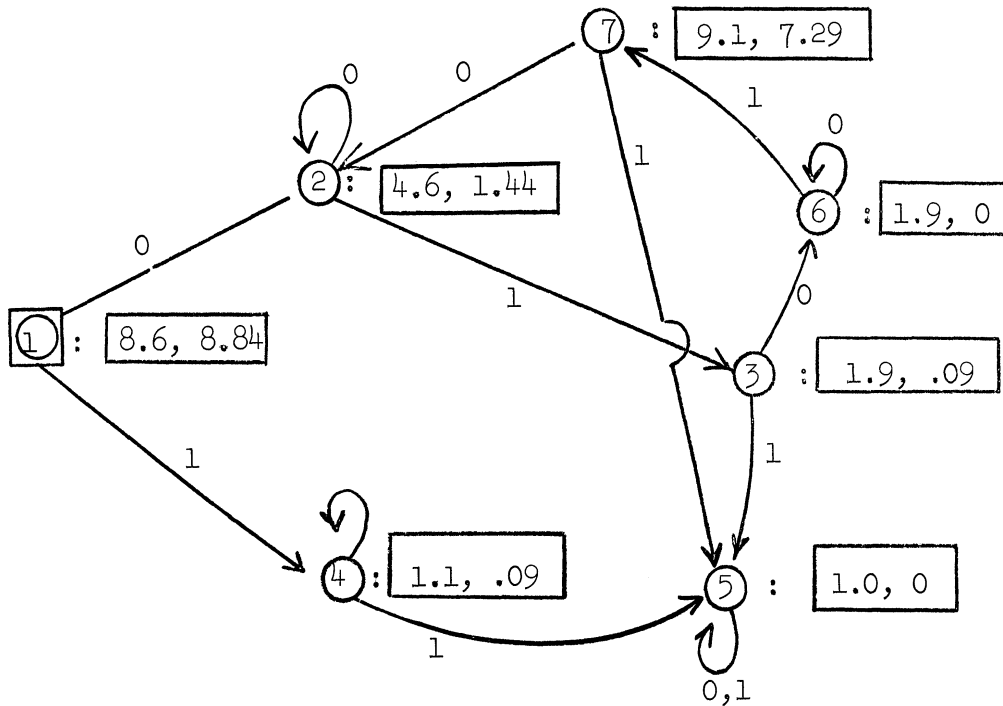 7 : 9.1, 7.29
0 0 1 0
1
2 : 4.6, 1.44
6 : 1.9, 0
0
1 0
1 : 8.6, 8.84
3 : 1.9, .09
1 1
4 : 1.1, .09
5 : 1.0, 0
1
0,1